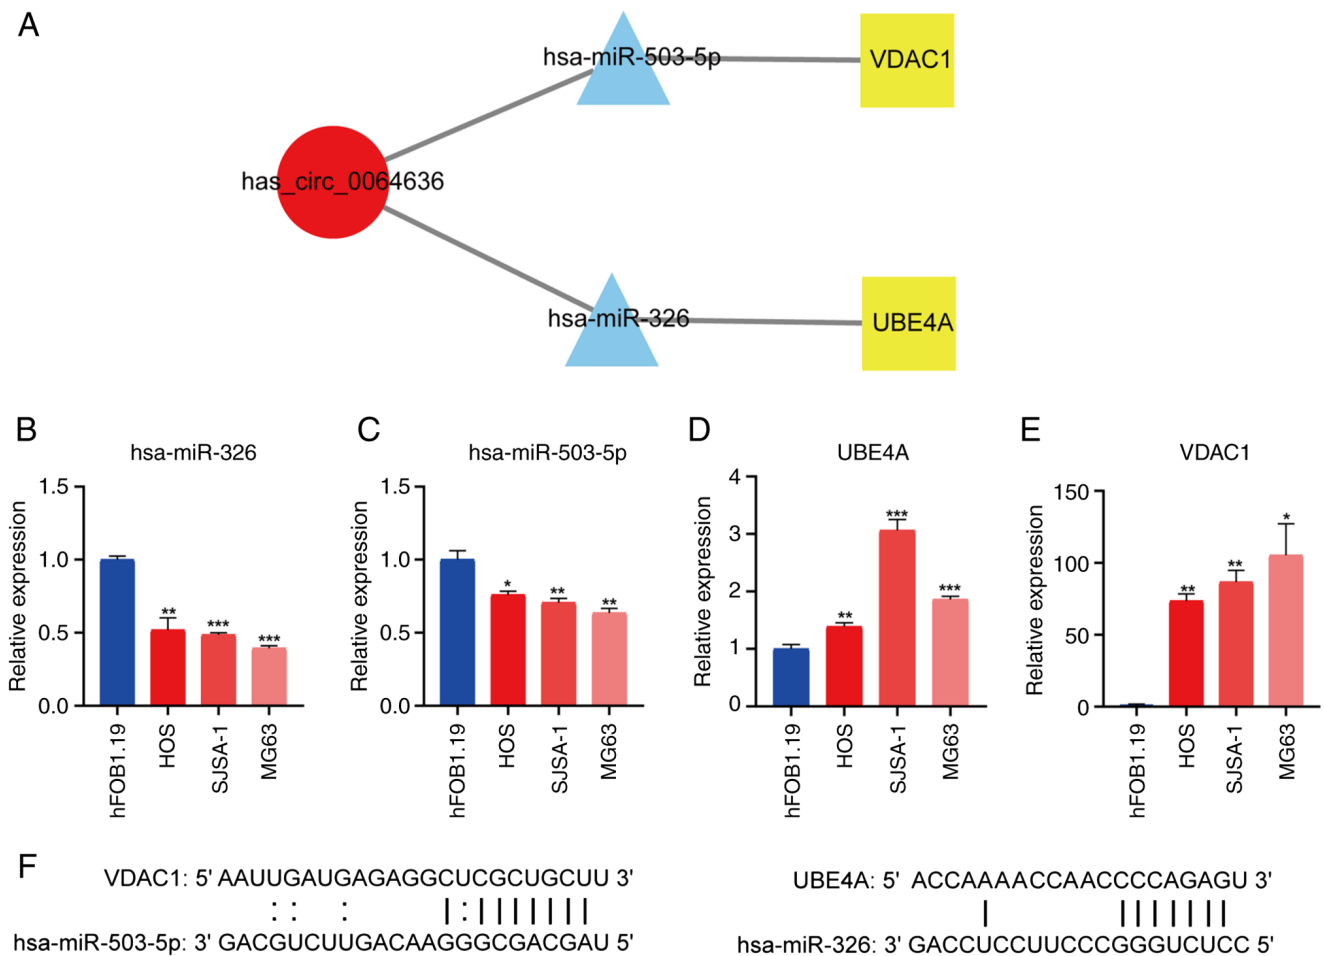 A
hsa-miR-503-5p
VDAC1
has_circ_0064636
hsa-miR-326
UBE4A
B
hsa-miR-326
Relative expression
1.5
1.0
0.5
0.0
**
***
***
hFOB1.19
HOS
SJSA-1
MG63
C
hsa-miR-503-5p
Relative expression
1.5
1.0
0.5
0.0
*
**
**
hFOB1.19
HOS
SJSA-1
MG63
D
UBE4A
Relative expression
4
3
2
1
0
**
***
***
hFOB1.19
HOS
SJSA-1
MG63
E
VDAC1
Relative expression
150
100
50
0
**
**
*
hFOB1.19
HOS
SJSA-1
MG63
F
VDAC1: 5' AAUUGAUGAGAGGCUCGCUGCUU 3'
hsa-miR-503-5p: 3' GACGUCUUGACAAGGGCGACGAU 5'
UBE4A: 5' ACCAAAACCAACCCCAGAGU 3'
hsa-miR-326: 3' GACCUCCUUCCCGGGUCUCC 5'